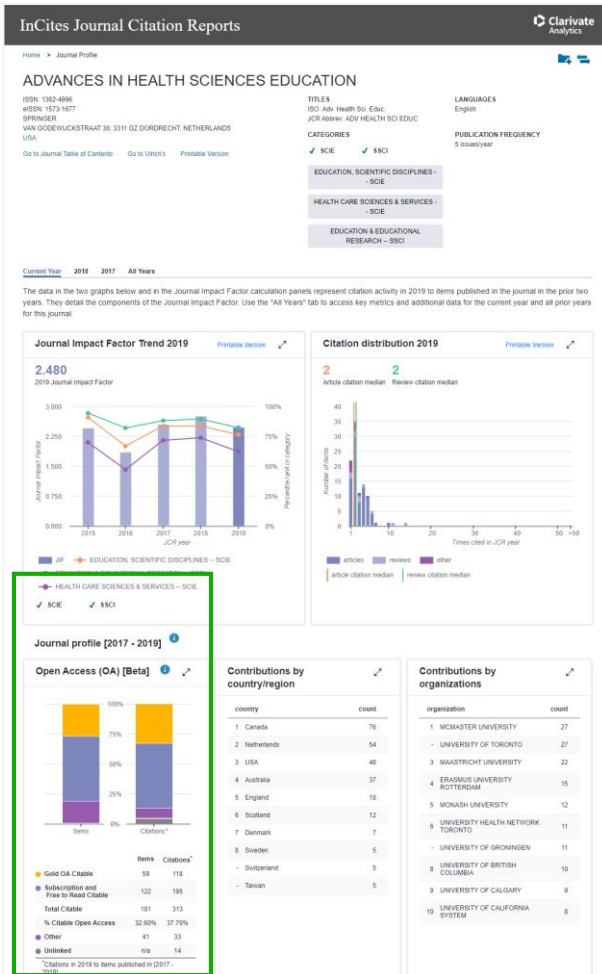 InCites Journal Citation Reports
Clarivate
Analytics
Home > Journal Profile
ADVANCES IN HEALTH SCIENCES EDUCATION
ISSN: 1382-4996
eISSN: 1573-1677
SPRINGER
VAN GODEWIJCKSTRAAT 30, 3311 GZ DORDRECHT, NETHERLANDS
USA
Go to Journal Table of Contents Go to Ulrich's Printable Version
TITLES
ISO: Adv. Health Sci. Educ.
JCR Abbrev: ADV HEALTH SCI EDUC
LANGUAGES
English
CATEGORIES
✓ SCIE ✓ SSCI
PUBLICATION FREQUENCY
5 issues/year
EDUCATION, SCIENTIFIC DISCIPLINES -
- SCIE
HEALTH CARE SCIENCES & SERVICES -
- SCIE
EDUCATION & EDUCATIONAL
RESEARCH -- SSCI
Current Year 2018 2017 All Years
The data in the two graphs below and in the Journal Impact Factor calculation panels represent citation activity in 2019 to items published in the journal in the prior two
years. They detail the components of the Journal Impact Factor. Use the "All Years" tab to access key metrics and additional data for the current year and all prior years
for this journal.
Journal Impact Factor Trend 2019 Printable Version
2.480
2019 Journal Impact Factor
3.000
2.250
1.500
0.750
0.000
Journal Impact Factor
100%
75%
50%
25%
0%
Percentile rank in category
2015 2016 2017 2018 2019
JCR year
JIF EDUCATION, SCIENTIFIC DISCIPLINES -- SCIE
HEALTH CARE SCIENCES & SERVICES -- SCIE
✓ SCIE ✓ SSCI
Citation distribution 2019 Printable Version
2 2
Article citation median Review citation median
40
35
30
25
20
15
10
5
0
Number of items
1 10 20 30 40 50 >50
Times cited in JCR year
articles reviews other
article citation median review citation median
Journal profile [2017 - 2019]
Open Access (OA) [Beta]
100%
75%
50%
25%
0%
Items Citations*
Items Citations*
Gold OA Citable 59 118
Subscription and
Free to Read Citable 122 195
Total Citable 181 313
% Citable Open Access 32.60% 37.70%
Other 41 33
Unlinked n/a 14
*Citations in 2019 to items published in [2017 -
2019]
Contributions by
country/region
country count
1 Canada 76
2 Netherlands 54
3 USA 48
4 Australia 37
5 England 18
6 Scotland 12
7 Denmark 7
8 Sweden 5
- Switzerland 5
- Taiwan 5
Contributions by
organizations
organization count
1 MCMASTER UNIVERSITY 27
- UNIVERSITY OF TORONTO 27
3 MAASTRICHT UNIVERSITY 22
4 ERASMUS UNIVERSITY
ROTTERDAM 15
5 MONASH UNIVERSITY 12
6 UNIVERSITY HEALTH NETWORK
TORONTO 11
- UNIVERSITY OF GRONINGEN 11
8 UNIVERSITY OF BRITISH
COLUMBIA 10
9 UNIVERSITY OF CALGARY 9
10 UNIVERSITY OF CALIFORNIA
SYSTEM 8